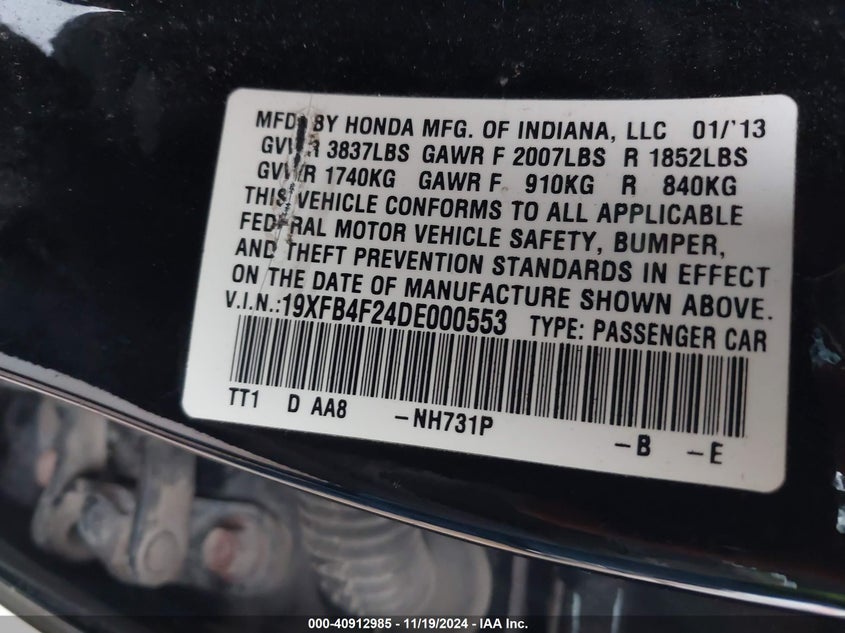 MFD. BY HONDA MFG. OF INDIANA, LLC 01/'13
GVWR 3837LBS GAWR F 2007LBS R 1852LBS
GVWR 1740KG GAWR F 910KG R 840KG
THIS VEHICLE CONFORMS TO ALL APPLICABLE
FEDERAL MOTOR VEHICLE SAFETY, BUMPER,
AND THEFT PREVENTION STANDARDS IN EFFECT
ON THE DATE OF MANUFACTURE SHOWN ABOVE.
V.I.N.:19XFB4F24DE000553 TYPE: PASSENGER CAR
TT1 D AA8 -NH731P -B -E
000-40912985 - 11/19/2024 - IAA Inc.